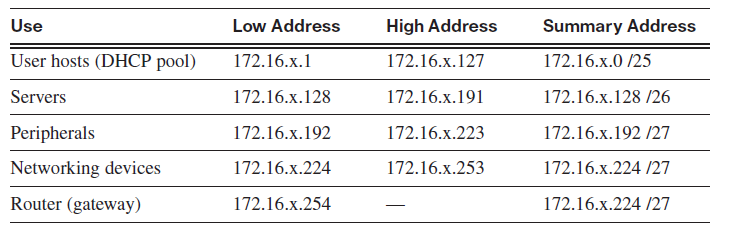 Use Low Address High Address Summary Address
User hosts (DHCP pool) 172.16.x.1 172.16.x.127 172.16.x.0 /25
Servers 172.16.x.128 172.16.x.191 172.16.x.128 /26
Peripherals 172.16.x.192 172.16.x.223 172.16.x.192 /27
Networking devices 172.16.x.224 172.16.x.253 172.16.x.224 /27
Router (gateway) 172.16.x.254 — 172.16.x.224 /27